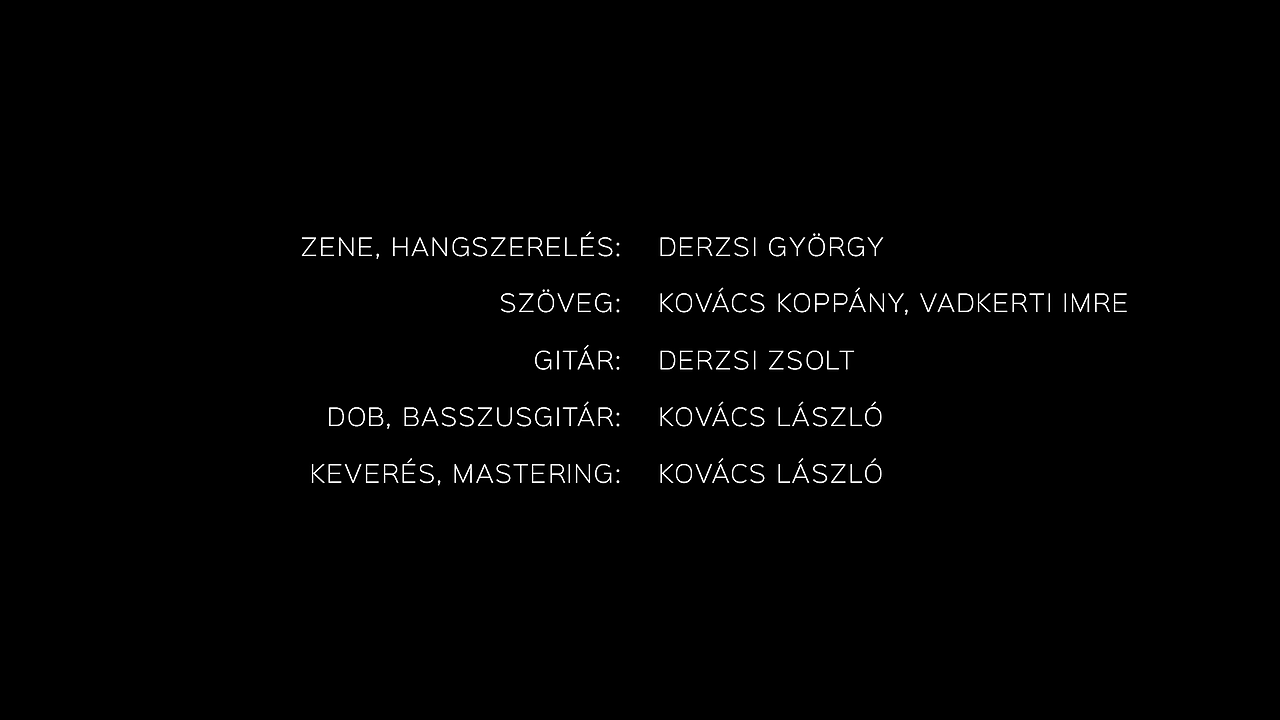 ZENE, HANGSZERELÉS: DERZSI GYÖRGY
SZÖVEG: KOVÁCS KOPPÁNY, VADKERTI IMRE
GITÁR: DERZSI ZSOLT
DOB, BASSZUSGITÁR: KOVÁCS LÁSZLÓ
KEVERÉS, MASTERING: KOVÁCS LÁSZLÓ